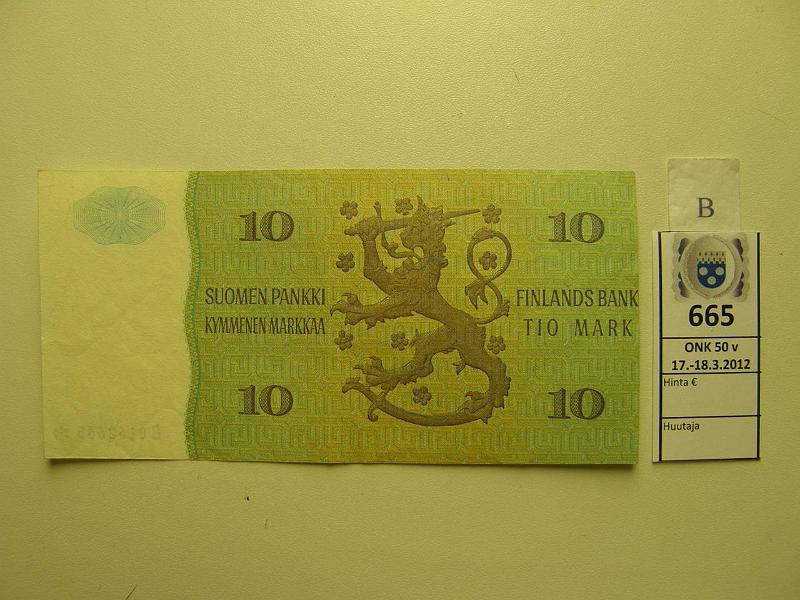 10
10
SUOMEN PANKKI
KYMMENEN MARKKAA
FINLANDS BANK
TIO MARK
10
10
B
665
ONK 50 v
17.-18.3.2012
Hinta €
Huutaja